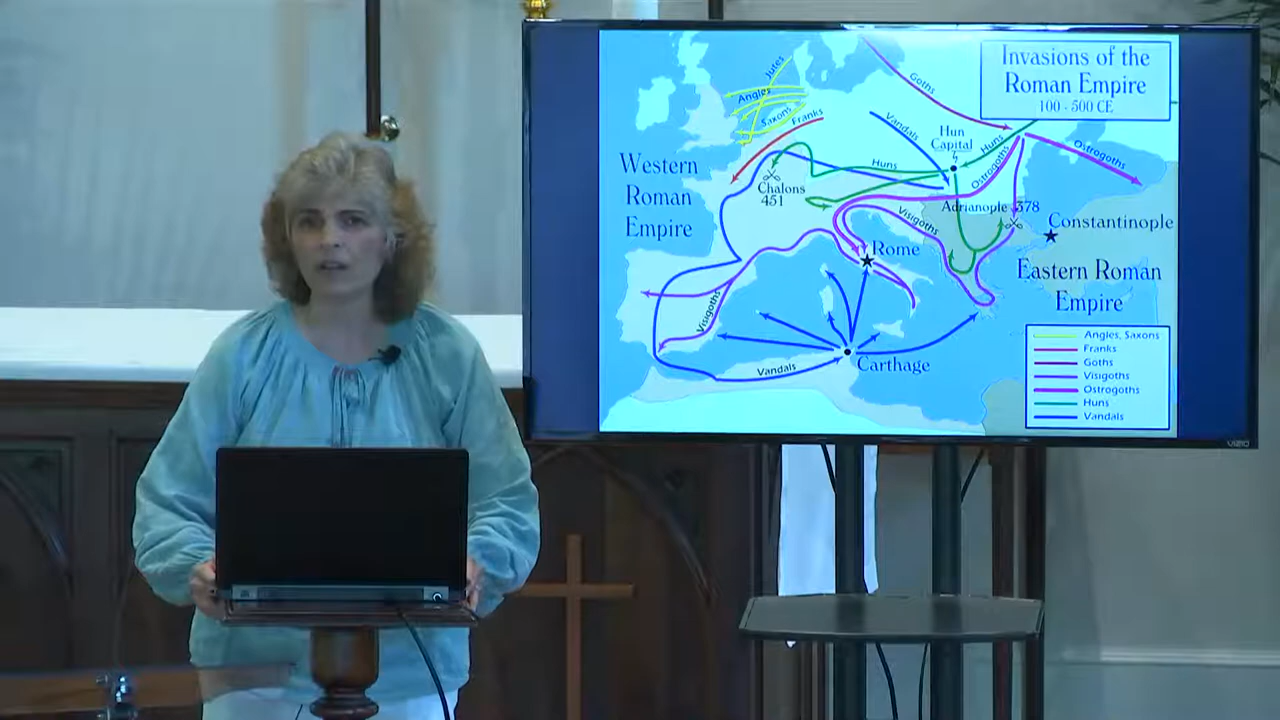 Invasions of the
Roman Empire
100 - 500 CE
Jutes
Angles
Saxons
Franks
Goths
Vandals
Hun
Capital
Huns
Ostrogoths
Ostrogoths
Huns
Western
Roman
Empire
Chalons
451
Adrianople 378
Visigoths
Constantinople
Rome
Eastern Roman
Empire
Visigoths
Vandals
Carthage
Angles, Saxons
Franks
Goths
Visigoths
Ostrogoths
Huns
Vandals
VIZIO